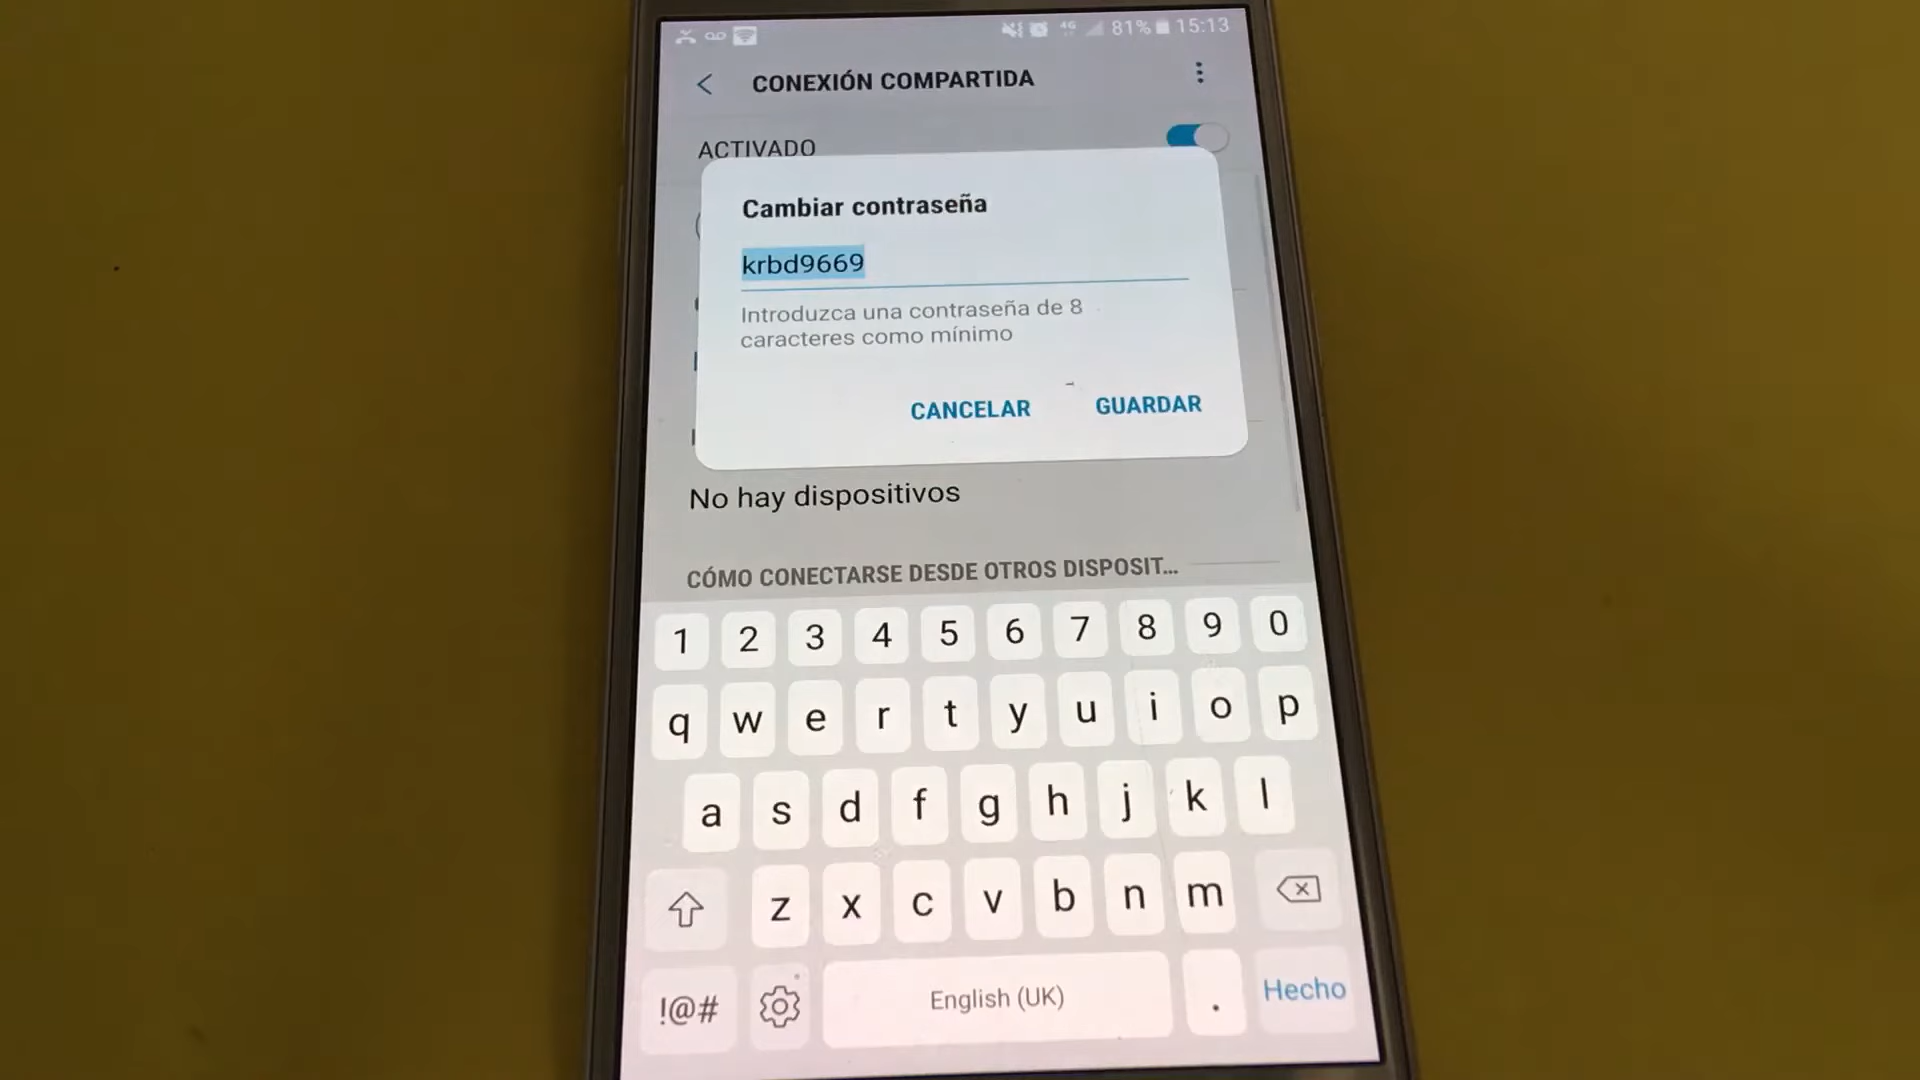 4G 81% 15:13
CONEXIÓN COMPARTIDA
ACTIVADO
Cambiar contraseña
krbd9669
Introduzca una contraseña de 8
caracteres como mínimo
CANCELAR GUARDAR
No hay dispositivos
CÓMO CONECTARSE DESDE OTROS DISPOSIT...
1 2 3 4 5 6 7 8 9 0
q w e r t y u i o p
a s d f g h j k l
z x c v b n m
!@# English (UK) . Hecho